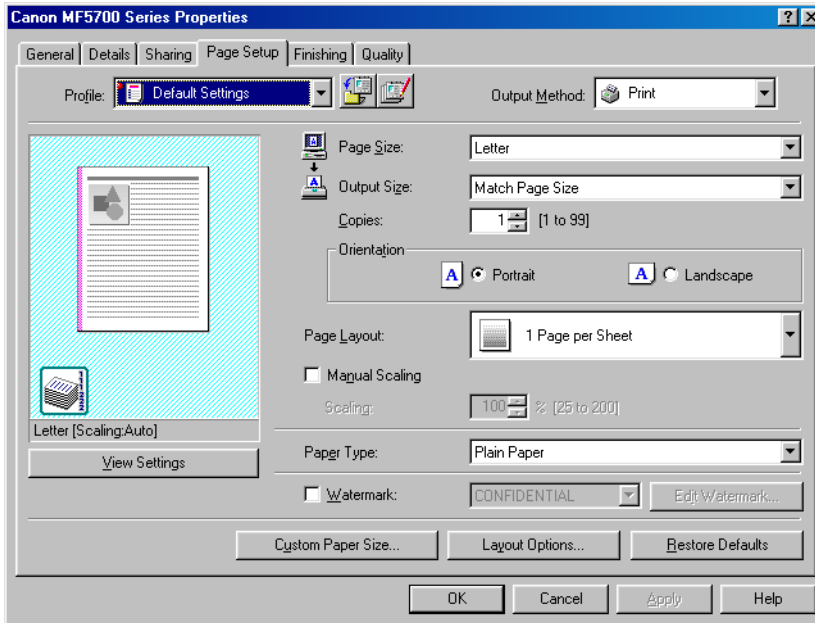 Canon MF5700 Series Properties
General Details Sharing Page Setup Finishing Quality
Profile: Default Settings Output Method: Print
Page Size: Letter
Output Size: Match Page Size
Copies: 1 [1 to 99]
Orientation
A Portrait A Landscape
Page Layout: 1 Page per Sheet
Manual Scaling
Scaling: 100 % [25 to 200]
Letter [Scaling:Auto]
View Settings
Paper Type: Plain Paper
Watermark: CONFIDENTIAL Edit Watermark...
Custom Paper Size... Layout Options... Restore Defaults
OK Cancel Apply Help